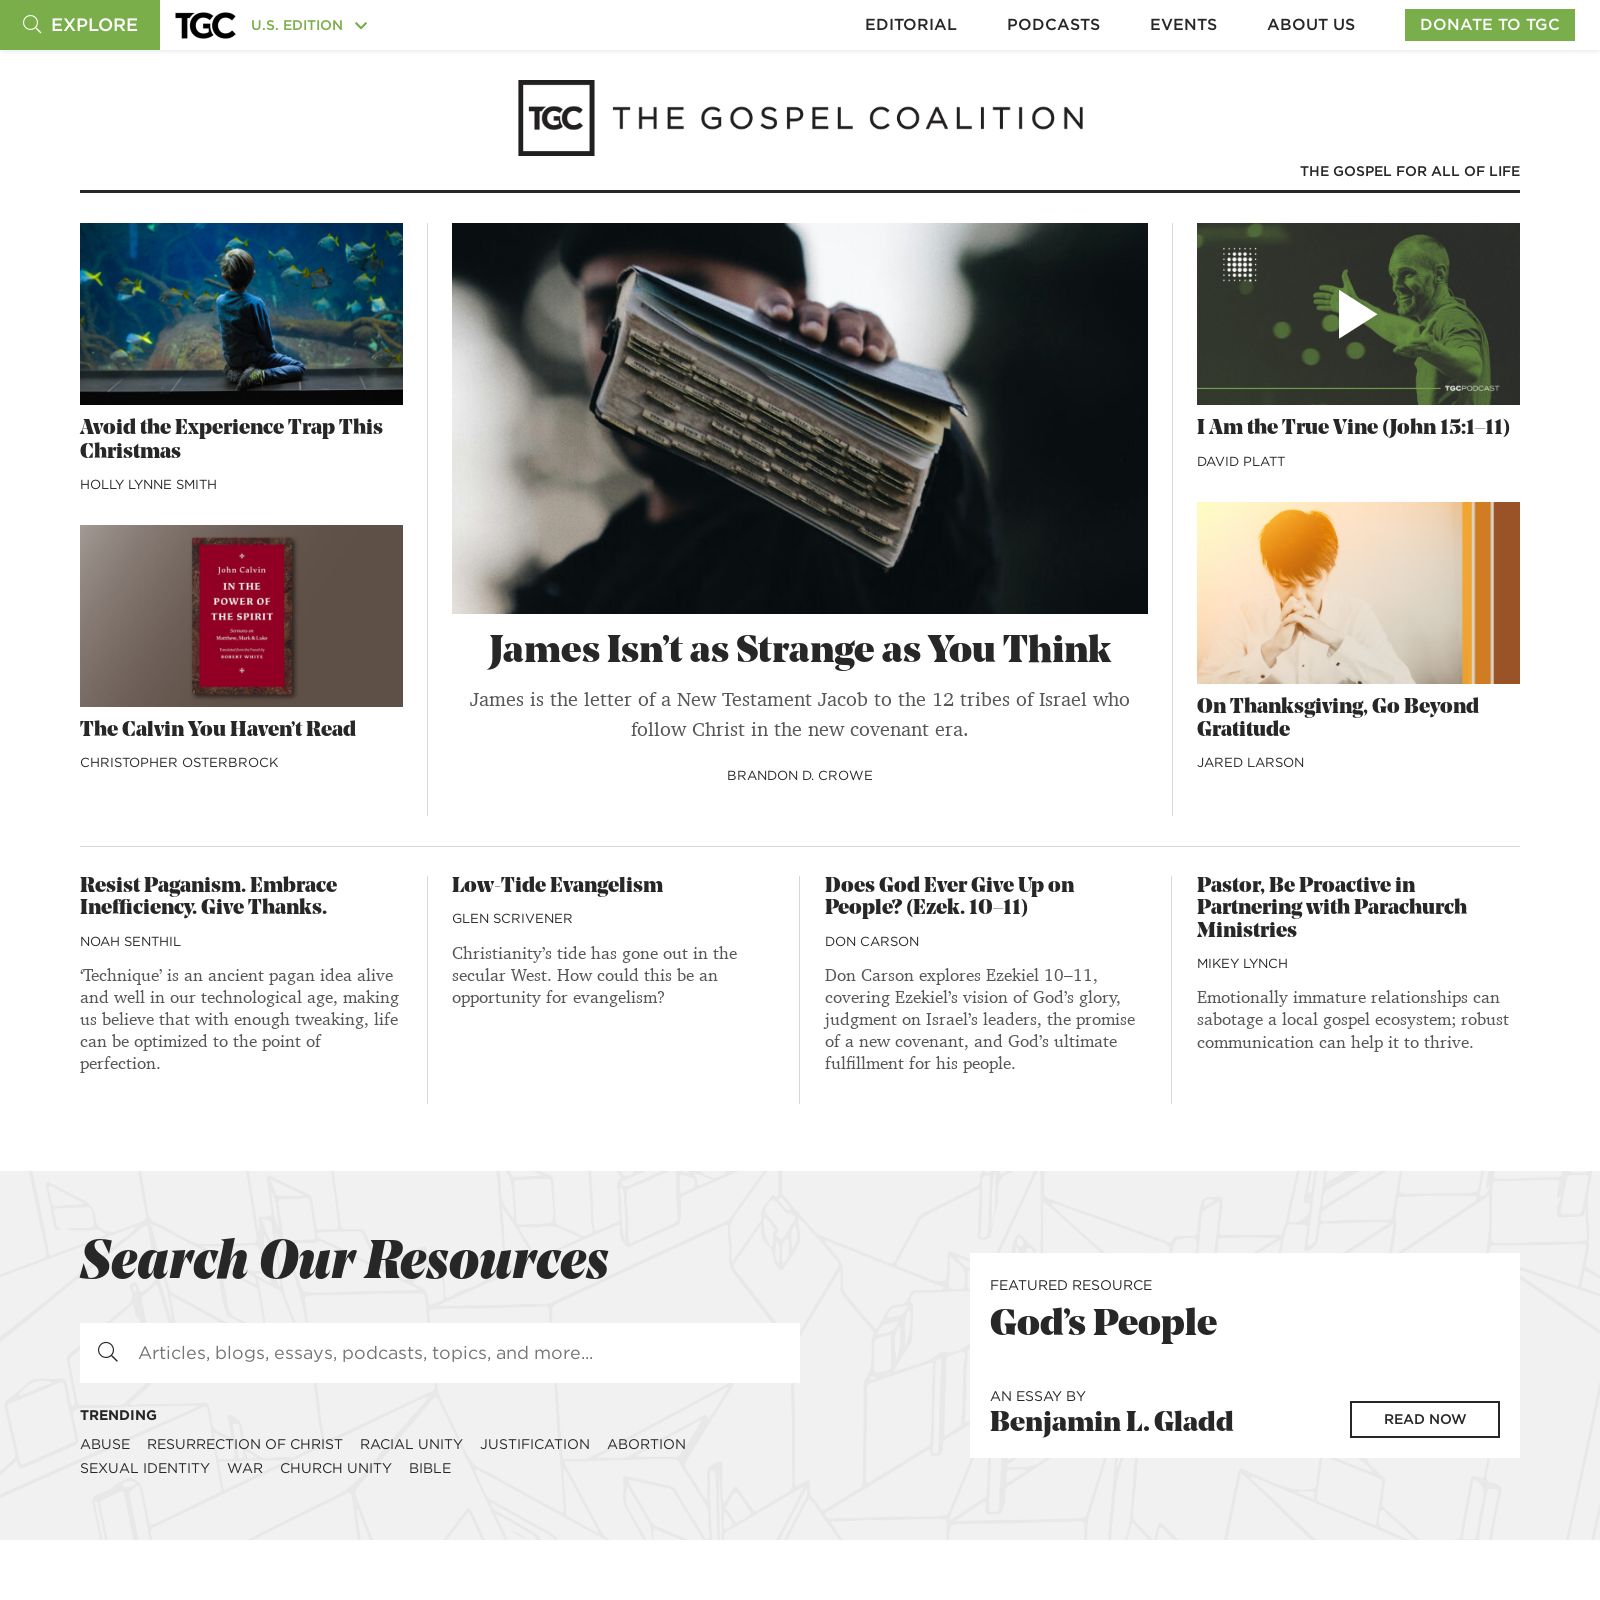 EXPLORE
TGC
U.S. EDITION
EDITORIAL
PODCASTS
EVENTS
ABOUT US
DONATE TO TGC
TGC THE GOSPEL COALITION
THE GOSPEL FOR ALL OF LIFE
Avoid the Experience Trap This
Christmas
HOLLY LYNNE SMITH
John Calvin
IN THE
POWER OF
THE SPIRIT
Sermons on
Matthew, Mark & Luke
Translated from the French by
ROBERT WHITE
The Calvin You Haven’t Read
CHRISTOPHER OSTERBROCK
James Isn’t as Strange as You Think
James is the letter of a New Testament Jacob to the 12 tribes of Israel who
follow Christ in the new covenant era.
BRANDON D. CROWE
TGCPODCAST
I Am the True Vine (John 15:1–11)
DAVID PLATT
On Thanksgiving, Go Beyond
Gratitude
JARED LARSON
Resist Paganism. Embrace
Inefficiency. Give Thanks.
NOAH SENTHIL
‘Technique’ is an ancient pagan idea alive
and well in our technological age, making
us believe that with enough tweaking, life
can be optimized to the point of
perfection.
Low-Tide Evangelism
GLEN SCRIVENER
Christianity’s tide has gone out in the
secular West. How could this be an
opportunity for evangelism?
Does God Ever Give Up on
People? (Ezek. 10–11)
DON CARSON
Don Carson explores Ezekiel 10–11,
covering Ezekiel’s vision of God’s glory,
judgment on Israel’s leaders, the promise
of a new covenant, and God’s ultimate
fulfillment for his people.
Pastor, Be Proactive in
Partnering with Parachurch
Ministries
MIKEY LYNCH
Emotionally immature relationships can
sabotage a local gospel ecosystem; robust
communication can help it to thrive.
Search Our Resources
Articles, blogs, essays, podcasts, topics, and more...
TRENDING
ABUSE RESURRECTION OF CHRIST RACIAL UNITY JUSTIFICATION ABORTION
SEXUAL IDENTITY WAR CHURCH UNITY BIBLE
FEATURED RESOURCE
God’s People
AN ESSAY BY
Benjamin L. Gladd
READ NOW